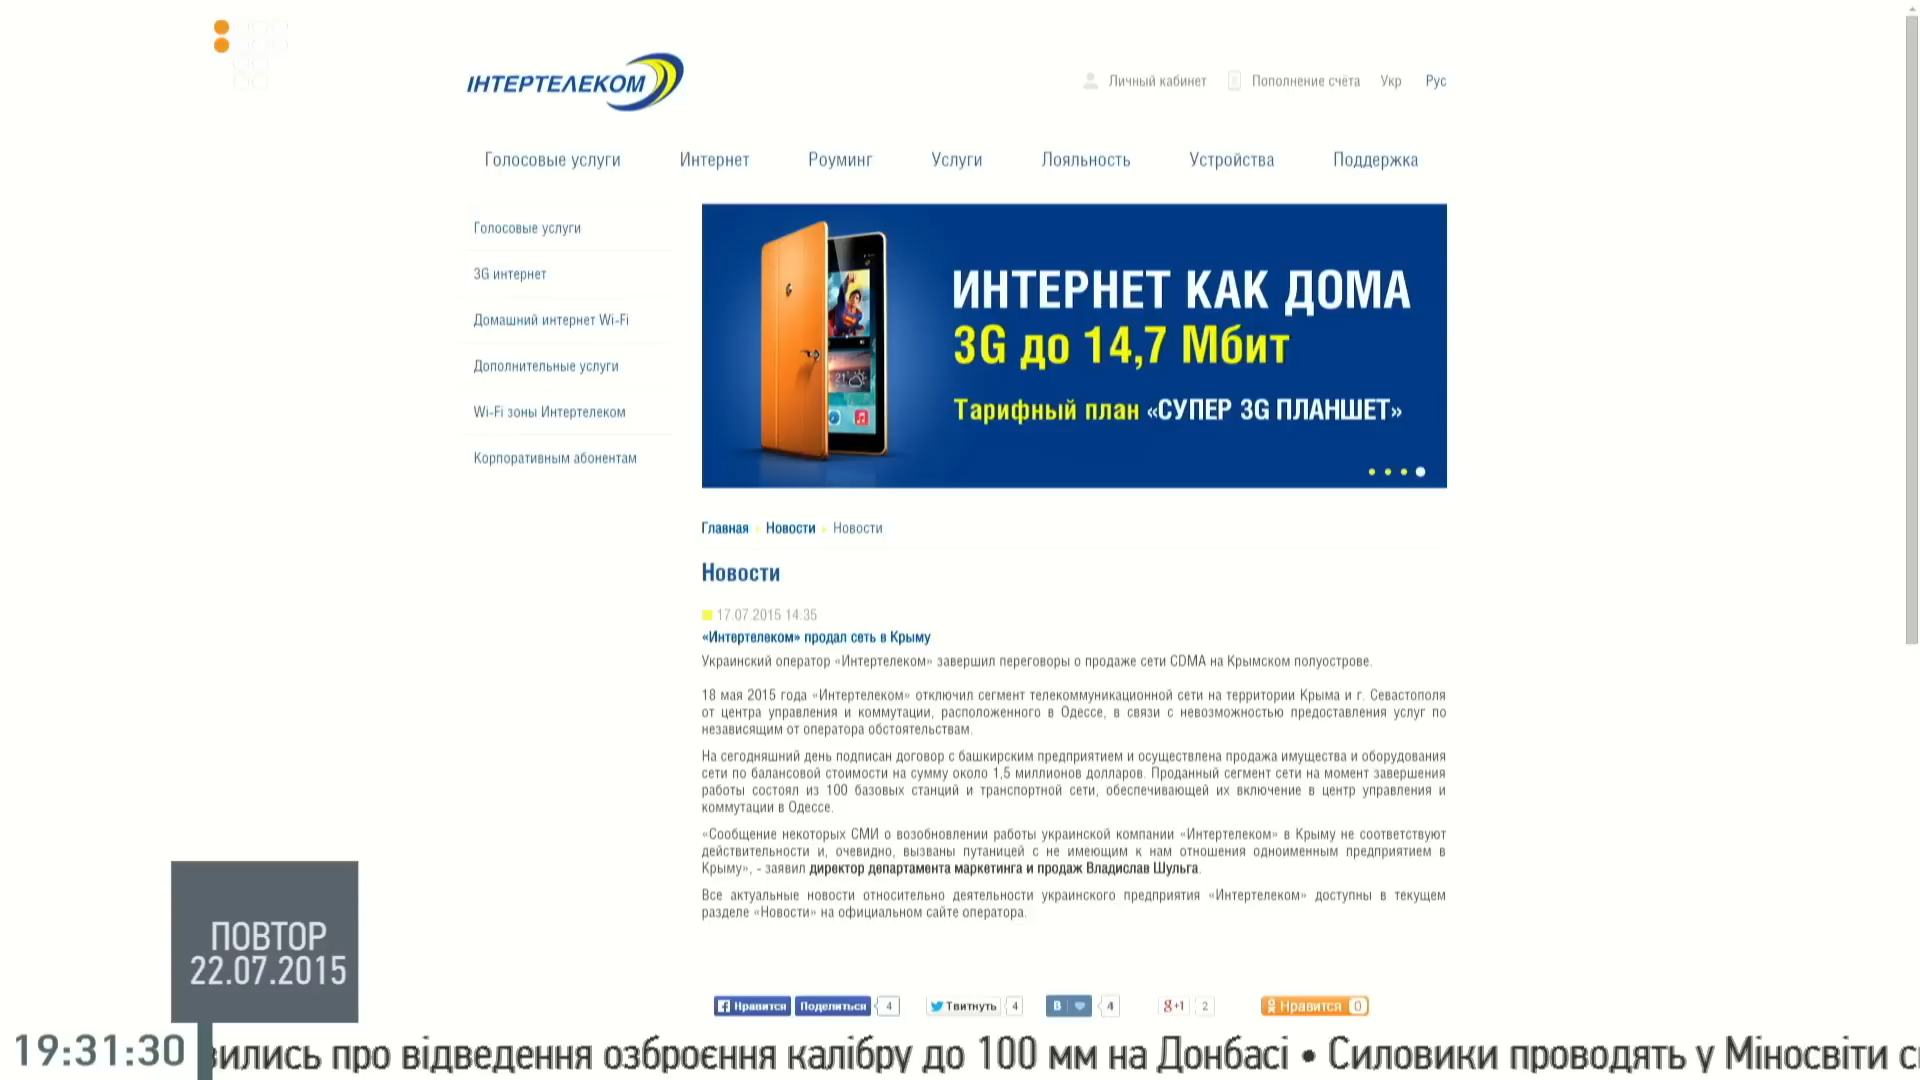 ІНТЕРТЕЛЕКОМ
Личный кабинет
Пополнение счёта
Укр
Рус
Голосовые услуги
Интернет
Роуминг
Услуги
Лояльность
Устройства
Поддержка
Голосовые услуги
3G интернет
Домашний интернет Wi-Fi
Дополнительные услуги
Wi-Fi зоны Интертелеком
Корпоративным абонентам
ИНТЕРНЕТ КАК ДОМА
3G до 14,7 Мбит
Тарифный план «СУПЕР 3G ПЛАНШЕТ»
21°
Главная Новости Новости
Новости
17.07.2015 14:35
«Интертелеком» продал сеть в Крыму
Украинский оператор «Интертелеком» завершил переговоры о продаже сети CDMA на Крымском полуострове.
18 мая 2015 года «Интертелеком» отключил сегмент телекоммуникационной сети на территории Крыма и г. Севастополя
от центра управления и коммутации, расположенного в Одессе, в связи с невозможностью предоставления услуг по
независящим от оператора обстоятельствам.
На сегодняшний день подписан договор с башкирским предприятием и осуществлена продажа имущества и оборудования
сети по балансовой стоимости на сумму около 1,5 миллионов долларов. Проданный сегмент сети на момент завершения
работы состоял из 100 базовых станций и транспортной сети, обеспечивающей их включение в центр управления и
коммутации в Одессе.
«Сообщение некоторых СМИ о возобновлении работы украинской компании «Интертелеком» в Крыму не соответствуют
действительности и, очевидно, вызваны путаницей с не имеющим к нам отношения одноименным предприятием в
Крыму», - заявил директор департамента маркетинга и продаж Владислав Шульга.
Все актуальные новости относительно деятельности украинского предприятия «Интертелеком» доступны в текущем
разделе «Новости» на официальном сайте оператора.
Нравится Поделиться 4
Твитнуть 4
В 4
g+1 2
Нравится 0
ПОВТОР
22.07.2015
19:31:30
вились про відведення озброєння калібру до 100 мм на Донбасі • Силовики проводять у Міносвіти